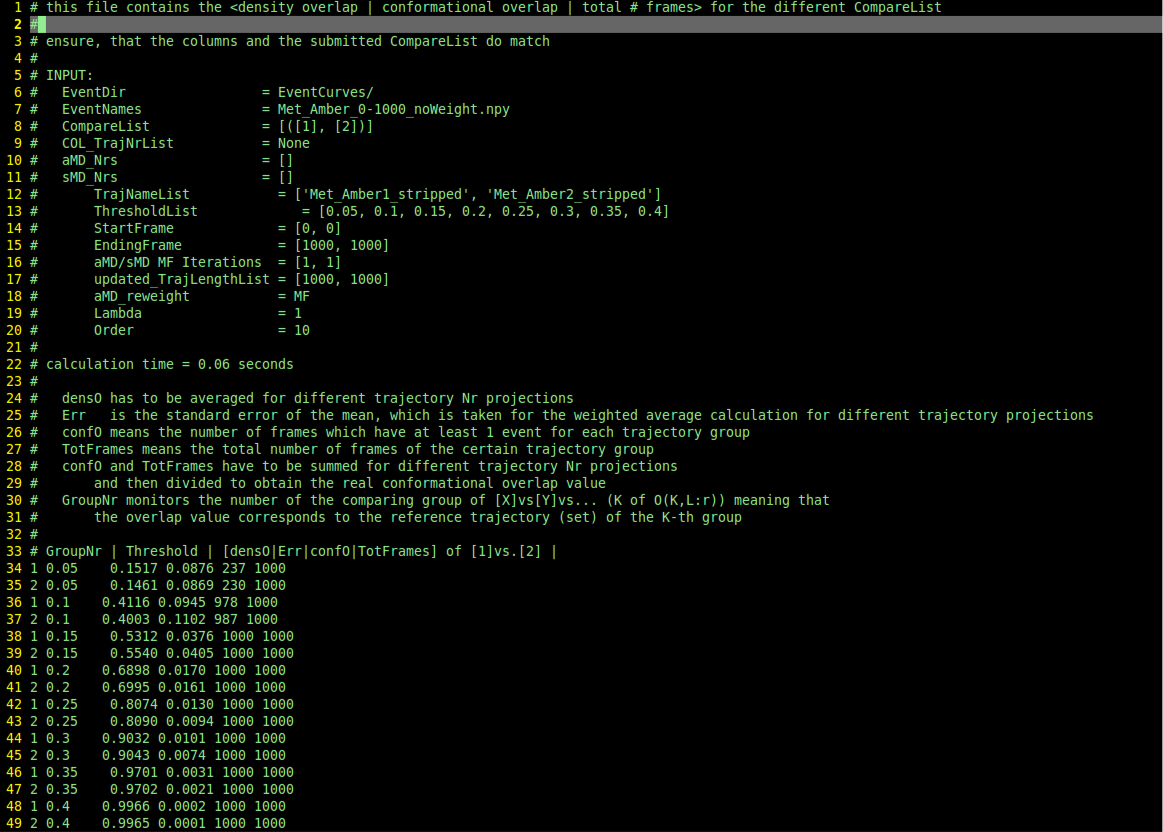 1 # this file contains the <density overlap | conformational overlap | total # frames> for the different CompareList
2 #
3 # ensure, that the columns and the submitted CompareList do match
4 #
5 # INPUT:
6 #   EventDir                 = EventCurves/
7 #   EventNames               = Met_Amber_0-1000_noWeight.npy
8 #   CompareList              = [([1], [2])]
9 #   COL_TrajNrList           = None
10 #   aMD_Nrs                  = []
11 #   sMD_Nrs                  = []
12 #       TrajNameList           = ['Met_Amber1_stripped', 'Met_Amber2_stripped']
13 #       ThresholdList             = [0.05, 0.1, 0.15, 0.2, 0.25, 0.3, 0.35, 0.4]
14 #       StartFrame             = [0, 0]
15 #       EndingFrame            = [1000, 1000]
16 #       aMD/sMD MF Iterations  = [1, 1]
17 #       updated_TrajLengthList = [1000, 1000]
18 #       aMD_reweight           = MF
19 #       Lambda                 = 1
20 #       Order                  = 10
21 #
22 # calculation time = 0.06 seconds
23 #
24 #   densO has to be averaged for different trajectory Nr projections
25 #   Err   is the standard error of the mean, which is taken for the weighted average calculation for different trajectory projections
26 #   confO means the number of frames which have at least 1 event for each trajectory group
27 #   TotFrames means the total number of frames of the certain trajectory group
28 #   confO and TotFrames have to be summed for different trajectory Nr projections
29 #       and then divided to obtain the real conformational overlap value
30 #   GroupNr monitors the number of the comparing group of [X]vs[Y]vs... (K of O(K,L:r)) meaning that
31 #       the overlap value corresponds to the reference trajectory (set) of the K-th group
32 #
33 # GroupNr | Threshold | [densO|Err|confO|TotFrames] of [1]vs.[2] |
34 1 0.05    0.1517 0.0876 237 1000
35 2 0.05    0.1461 0.0869 230 1000
36 1 0.1    0.4116 0.0945 978 1000
37 2 0.1    0.4003 0.1102 987 1000
38 1 0.15    0.5312 0.0376 1000 1000
39 2 0.15    0.5540 0.0405 1000 1000
40 1 0.2    0.6898 0.0170 1000 1000
41 2 0.2    0.6995 0.0161 1000 1000
42 1 0.25    0.8074 0.0130 1000 1000
43 2 0.25    0.8090 0.0094 1000 1000
44 1 0.3    0.9032 0.0101 1000 1000
45 2 0.3    0.9043 0.0074 1000 1000
46 1 0.35    0.9701 0.0031 1000 1000
47 2 0.35    0.9702 0.0021 1000 1000
48 1 0.4    0.9966 0.0002 1000 1000
49 2 0.4    0.9965 0.0001 1000 1000